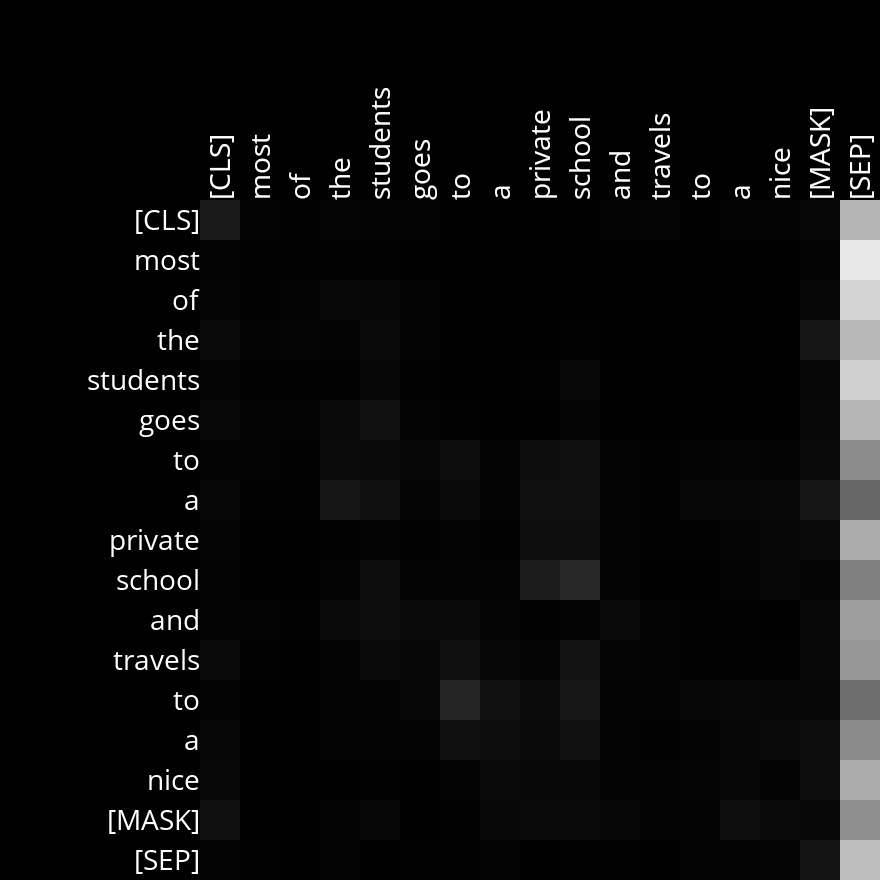 [CLS] most of the students goes to a private school and travels to a nice [MASK] [SEP]
[CLS]
most
of
the
students
goes
to
a
private
school
and
travels
to
a
nice
[MASK]
[SEP]